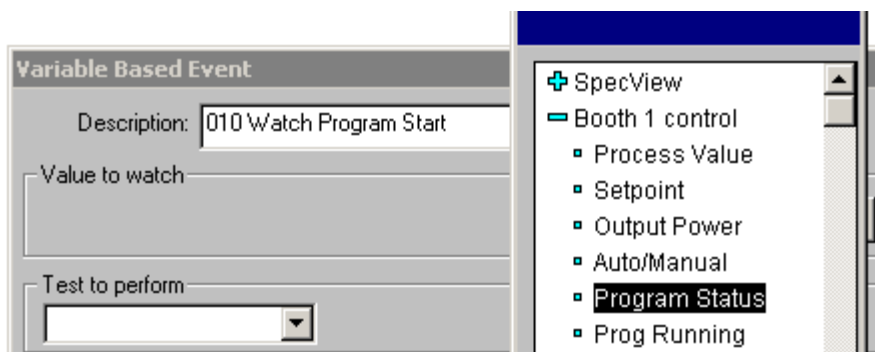 Variable Based Event
Description: 010 Watch Program Start
Value to watch
Test to perform
SpecView
Booth 1 control
Process Value
Setpoint
Output Power
Auto/Manual
Program Status
Prog Running